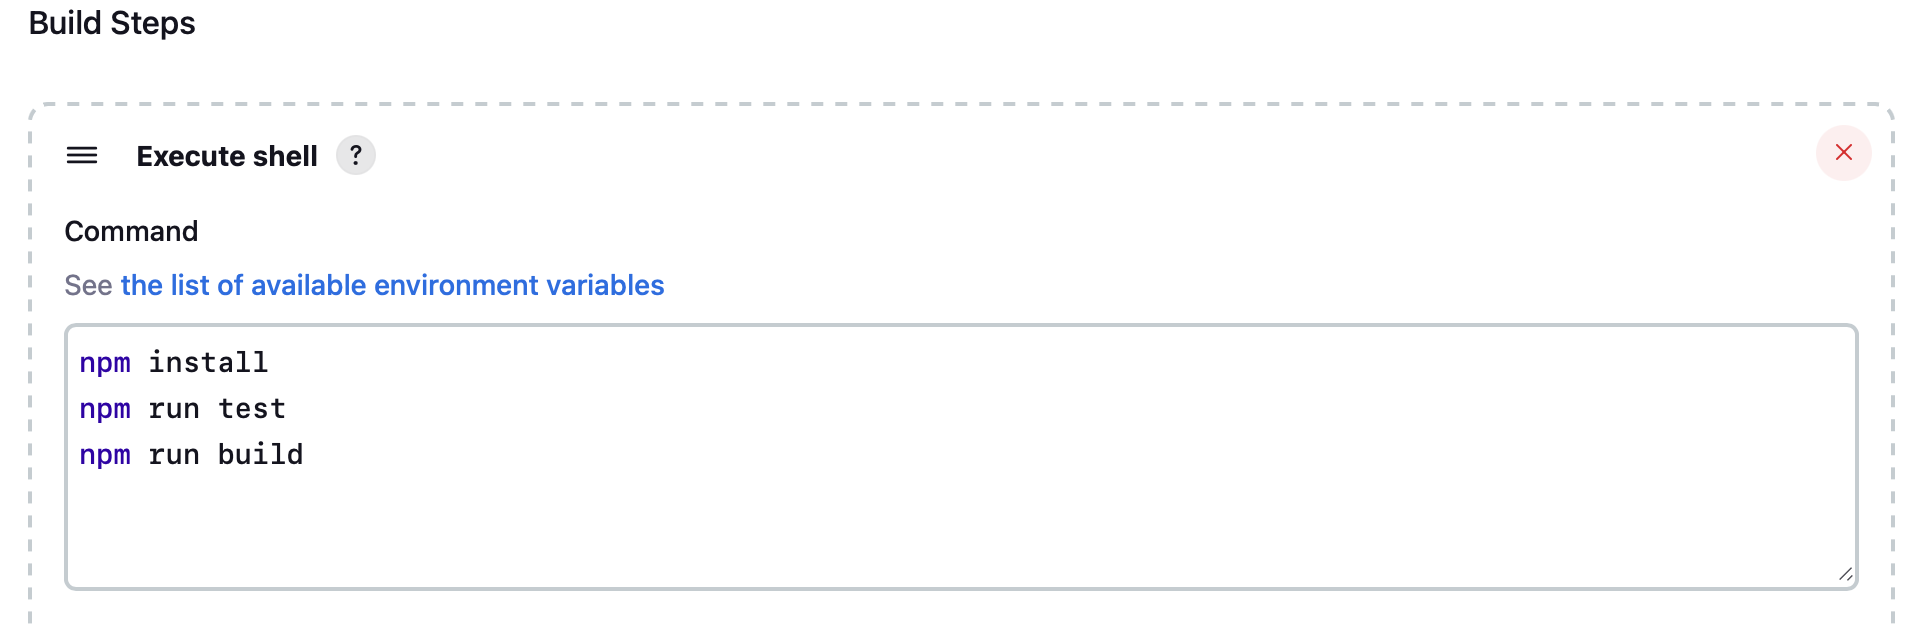 Build Steps
Execute shell ?
Command
See the list of available environment variables
npm install
npm run test
npm run build